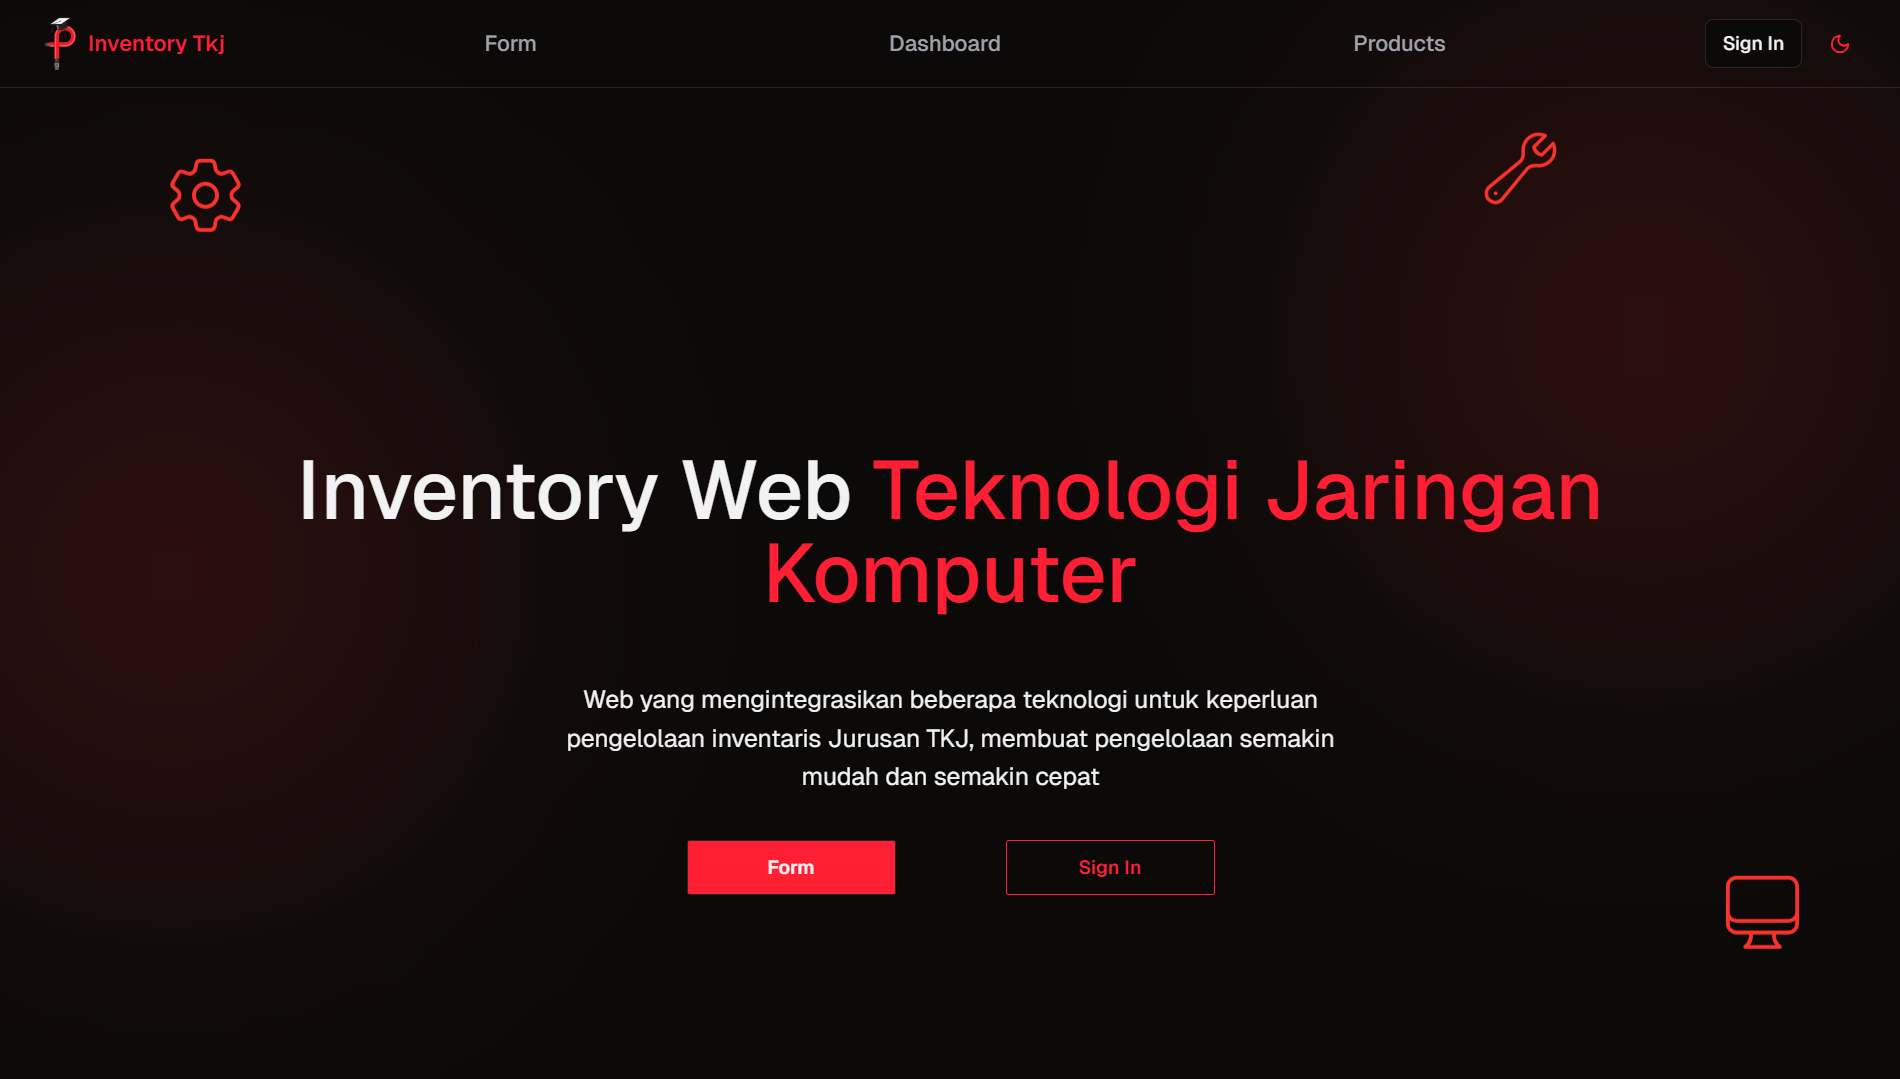 Inventory Tkj
Form
Dashboard
Products
Sign In
Inventory Web Teknologi Jaringan
Komputer
Web yang mengintegrasikan beberapa teknologi untuk keperluan
pengelolaan inventaris Jurusan TKJ, membuat pengelolaan semakin
mudah dan semakin cepat
Form
Sign In